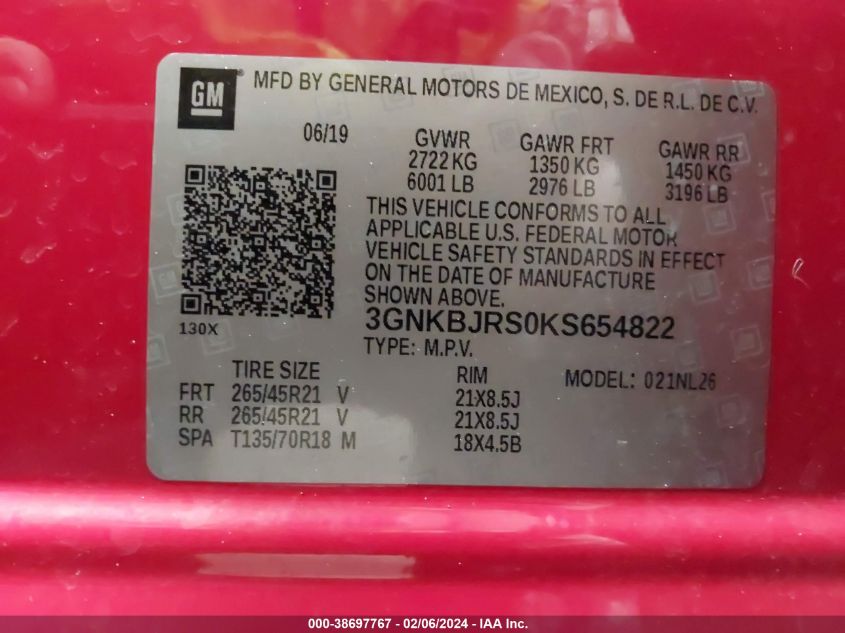 GM MFD BY GENERAL MOTORS DE MEXICO, S. DE R.L. DE C.V.
06/19
GVWR GAWR FRT GAWR RR
2722 KG 1350 KG 1450 KG
6001 LB 2976 LB 3196 LB
THIS VEHICLE CONFORMS TO ALL
APPLICABLE U.S. FEDERAL MOTOR
VEHICLE SAFETY STANDARDS IN EFFECT
ON THE DATE OF MANUFACTURE
SHOWN ABOVE.
130X
3GNKBJRS0KS654822
TYPE: M.P.V.
TIRE SIZE RIM MODEL: 021NL26
FRT 265/45R21 V 21X8.5J
RR 265/45R21 V 21X8.5J
SPA T135/70R18 M 18X4.5B
000-38697767 - 02/06/2024 - IAA Inc.